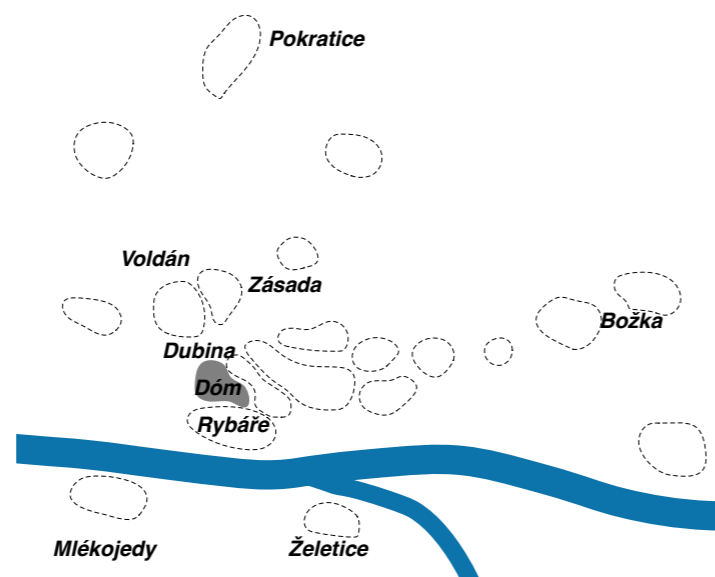 Pokratice
Voldán
Zásada
Božka
Dubina
Dóm
Rybáře
Mlékojedy
Želetice